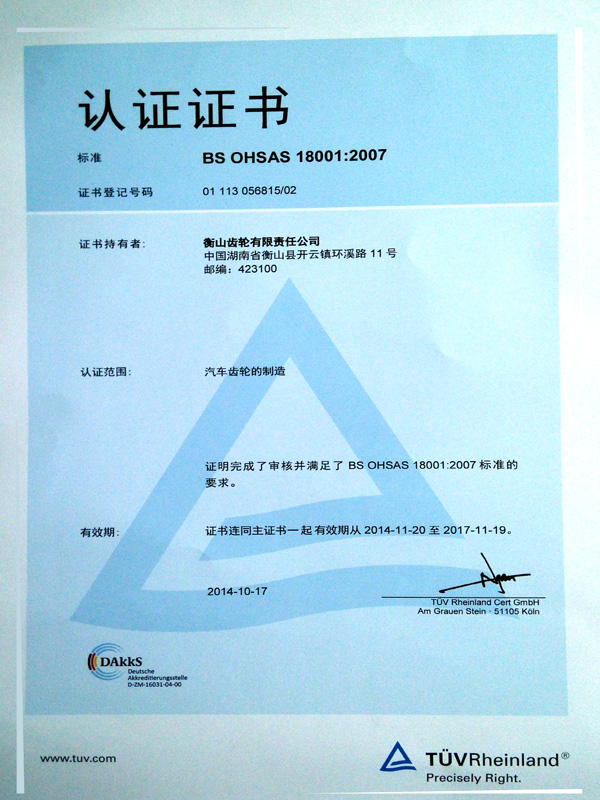 认证证书
标准 BS OHSAS 18001:2007
证书登记号码 01 113 056815/02
证书持有者: 衡山齿轮有限责任公司
中国湖南省衡山县开云镇环溪路 11 号
邮编：423100
认证范围: 汽车齿轮的制造
证明完成了审核并满足了 BS OHSAS 18001:2007 标准的
要求。
有效期: 证书连同主证书一起有效期从 2014-11-20 至 2017-11-19。
2014-10-17
TÜV Rheinland Cert GmbH
Am Grauen Stein · 51105 Köln
DAkkS
Deutsche
Akkreditierungsstelle
D-ZM-16031-04-00
www.tuv.com
TÜVRheinland®
Precisely Right.